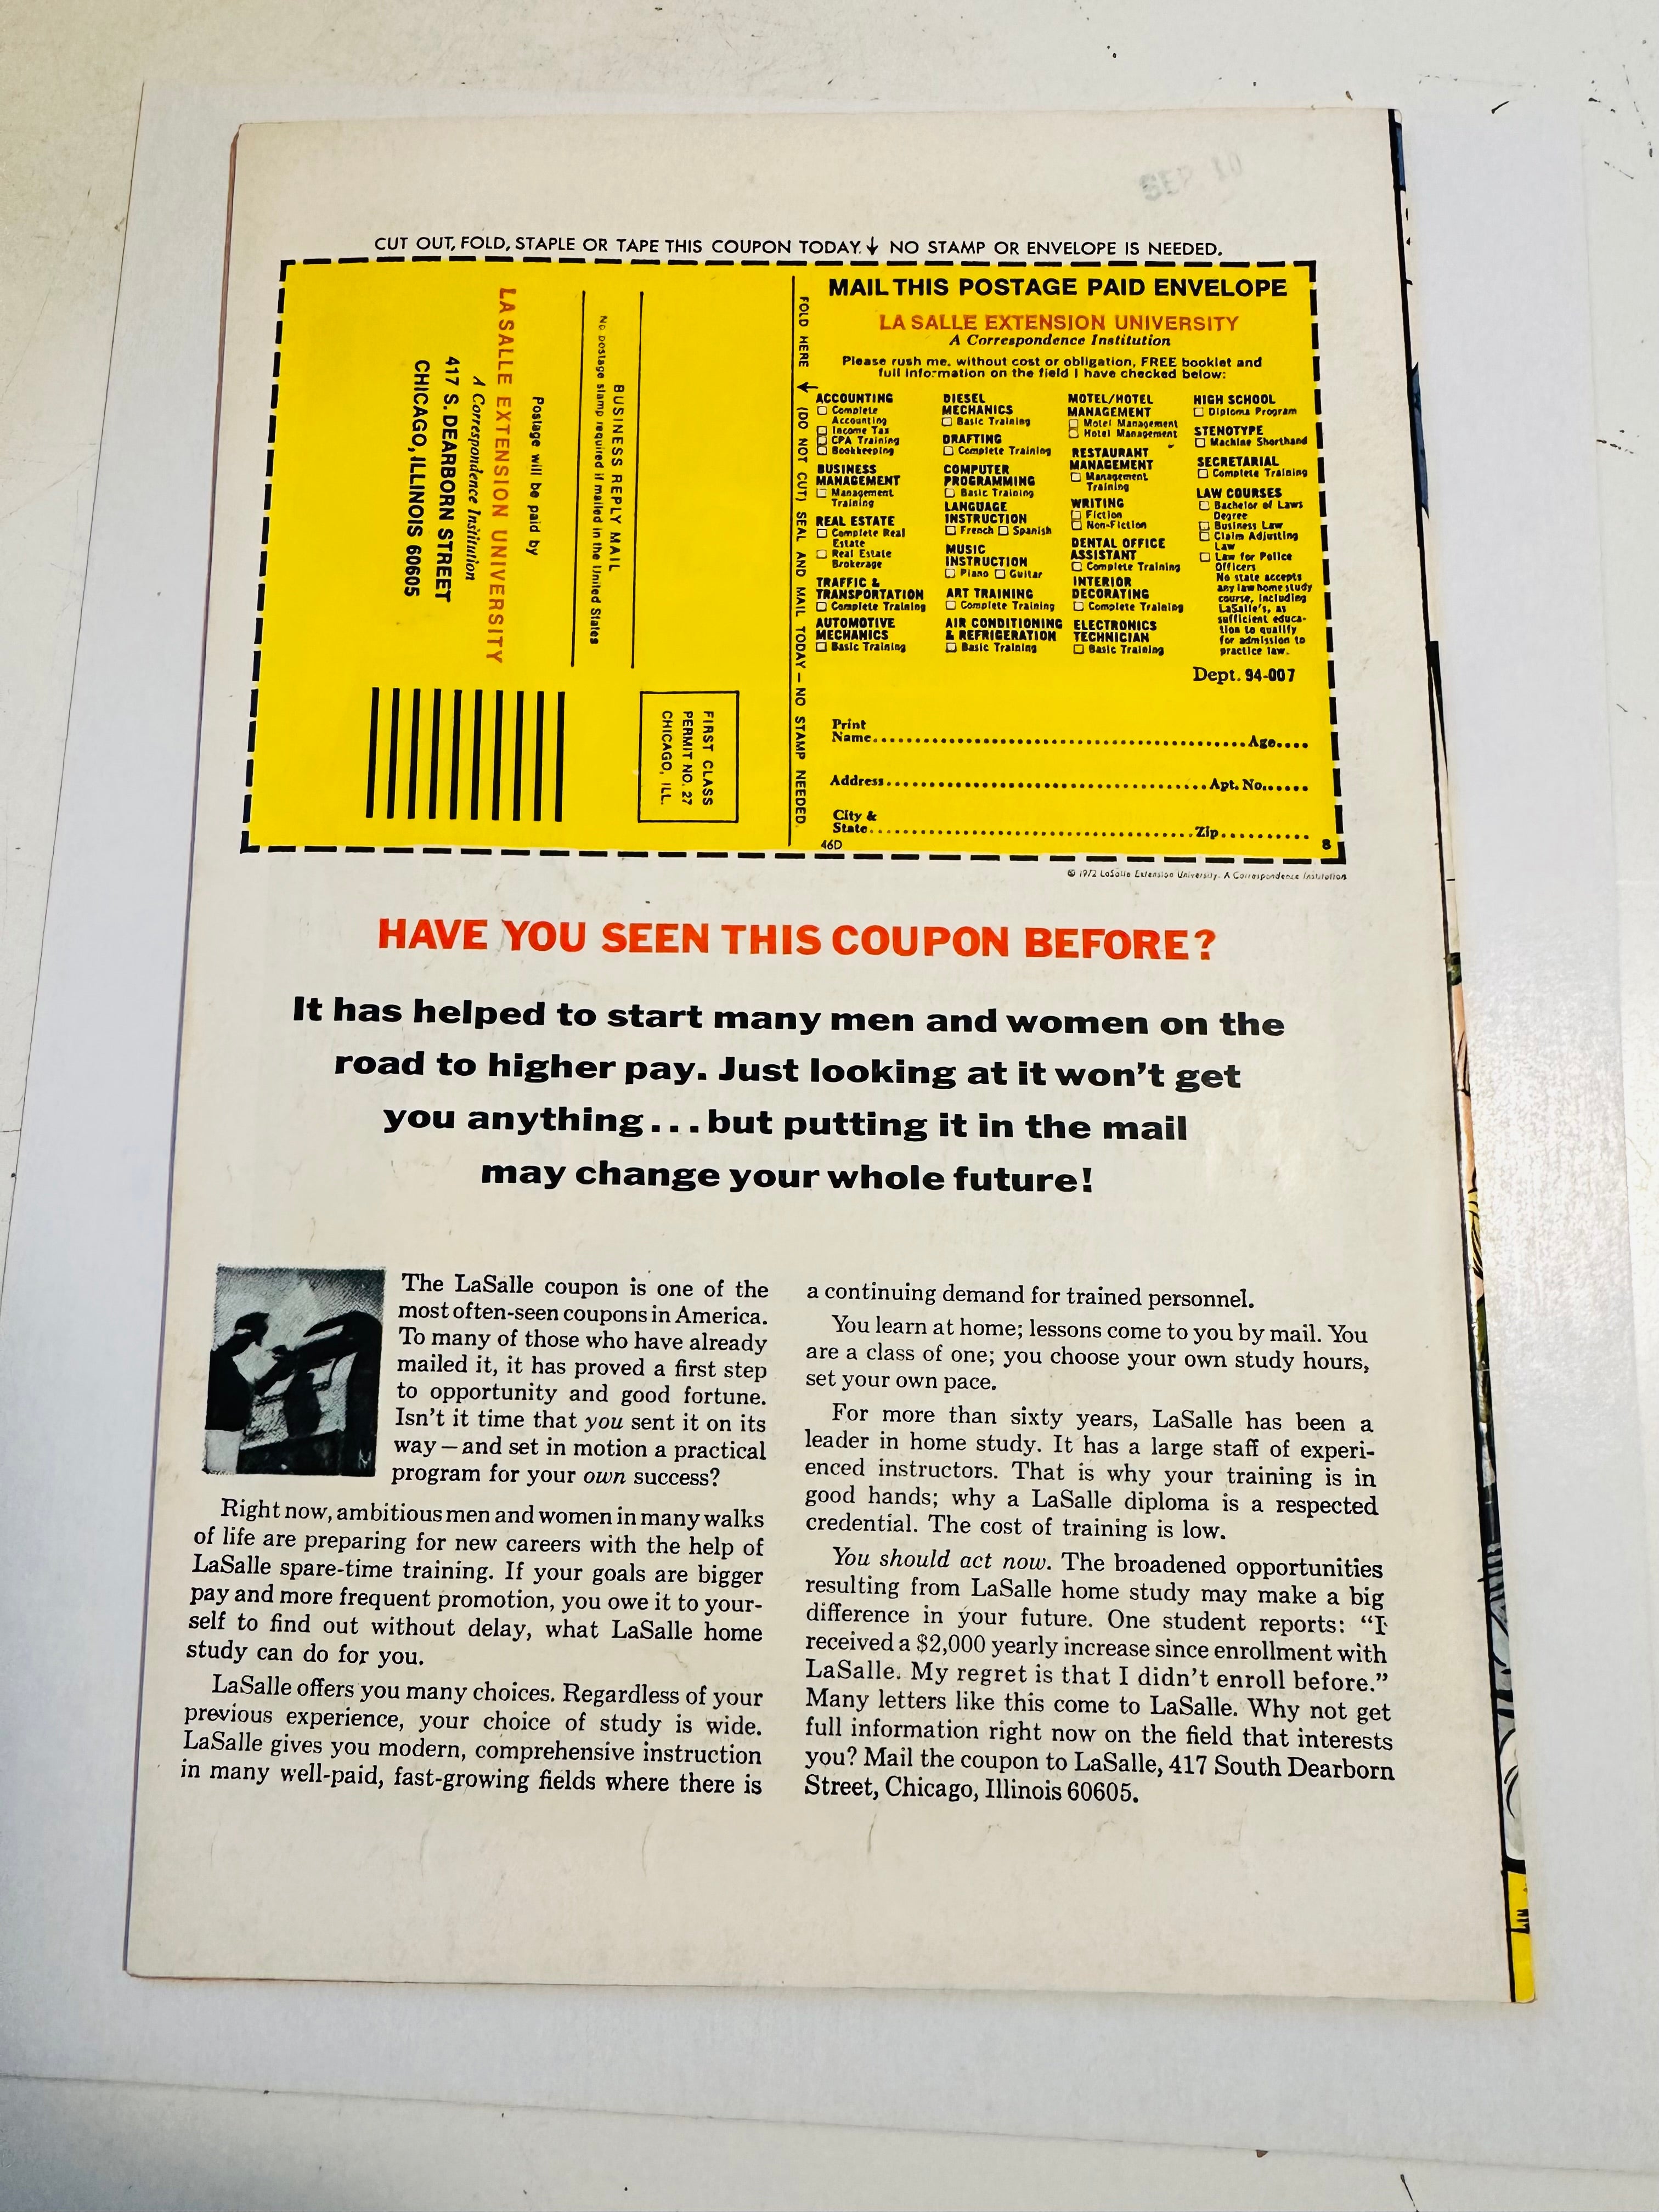 SEP 10
CUT OUT, FOLD, STAPLE OR TAPE THIS COUPON TODAY. NO STAMP OR ENVELOPE IS NEEDED.
BUSINESS REPLY MAIL
No postage stamp required if mailed in the United States
Postage will be paid by
LA SALLE EXTENSION UNIVERSITY
A Correspondence Institution
417 S. DEARBORN STREET
CHICAGO, ILLINOIS 60605
FIRST CLASS
PERMIT NO. 27
CHICAGO, ILL.
FOLD HERE (DO NOT CUT) SEAL AND MAIL TODAY — NO STAMP NEEDED.
MAIL THIS POSTAGE PAID ENVELOPE
LA SALLE EXTENSION UNIVERSITY
A Correspondence Institution
Please rush me, without cost or obligation, FREE booklet and
full information on the field I have checked below:
ACCOUNTING
Complete
Accounting
Income Tax
CPA Training
Bookkeeping
BUSINESS
MANAGEMENT
Management
Training
REAL ESTATE
Complete Real
Estate
Real Estate
Brokerage
TRAFFIC &
TRANSPORTATION
Complete Training
AUTOMOTIVE
MECHANICS
Basic Training
DIESEL
MECHANICS
Basic Training
DRAFTING
Complete Training
COMPUTER
PROGRAMMING
Basic Training
LANGUAGE
INSTRUCTION
French Spanish
MUSIC
INSTRUCTION
Piano Guitar
ART TRAINING
Complete Training
AIR CONDITIONING
& REFRIGERATION
Basic Training
MOTEL/HOTEL
MANAGEMENT
Motel Management
Hotel Management
RESTAURANT
MANAGEMENT
Management
Training
WRITING
Fiction
Non-Fiction
DENTAL OFFICE
ASSISTANT
Complete Training
INTERIOR
DECORATING
Complete Training
ELECTRONICS
TECHNICIAN
Basic Training
HIGH SCHOOL
Diploma Program
STENOTYPE
Machine Shorthand
SECRETARIAL
Complete Training
LAW COURSES
Bachelor of Laws
Degree
Business Law
Claim Adjusting
Law
Law for Police
Officers
No state accepts
any law home study
course, including
LaSalle's, as
sufficient educa-
tion to qualify
for admission to
practice law.
Dept. 94-007
Print
Name Age
Address Apt. No.
City &
State Zip
46D 8
© 1972 LaSalle Extension University. A Correspondence Institution
HAVE YOU SEEN THIS COUPON BEFORE?
It has helped to start many men and women on the
road to higher pay. Just looking at it won't get
you anything...but putting it in the mail
may change your whole future!
The LaSalle coupon is one of the
most often-seen coupons in America.
To many of those who have already
mailed it, it has proved a first step
to opportunity and good fortune.
Isn't it time that you sent it on its
way—and set in motion a practical
program for your own success?
Right now, ambitious men and women in many walks
of life are preparing for new careers with the help of
LaSalle spare-time training. If your goals are bigger
pay and more frequent promotion, you owe it to your-
self to find out without delay, what LaSalle home
study can do for you.
LaSalle offers you many choices. Regardless of your
previous experience, your choice of study is wide.
LaSalle gives you modern, comprehensive instruction
in many well-paid, fast-growing fields where there is
a continuing demand for trained personnel.
You learn at home; lessons come to you by mail. You
are a class of one; you choose your own study hours,
set your own pace.
For more than sixty years, LaSalle has been a
leader in home study. It has a large staff of experi-
enced instructors. That is why your training is in
good hands; why a LaSalle diploma is a respected
credential. The cost of training is low.
You should act now. The broadened opportunities
resulting from LaSalle home study may make a big
difference in your future. One student reports: “I
received a $2,000 yearly increase since enrollment with
LaSalle. My regret is that I didn't enroll before.”
Many letters like this come to LaSalle. Why not get
full information right now on the field that interests
you? Mail the coupon to LaSalle, 417 South Dearborn
Street, Chicago, Illinois 60605.